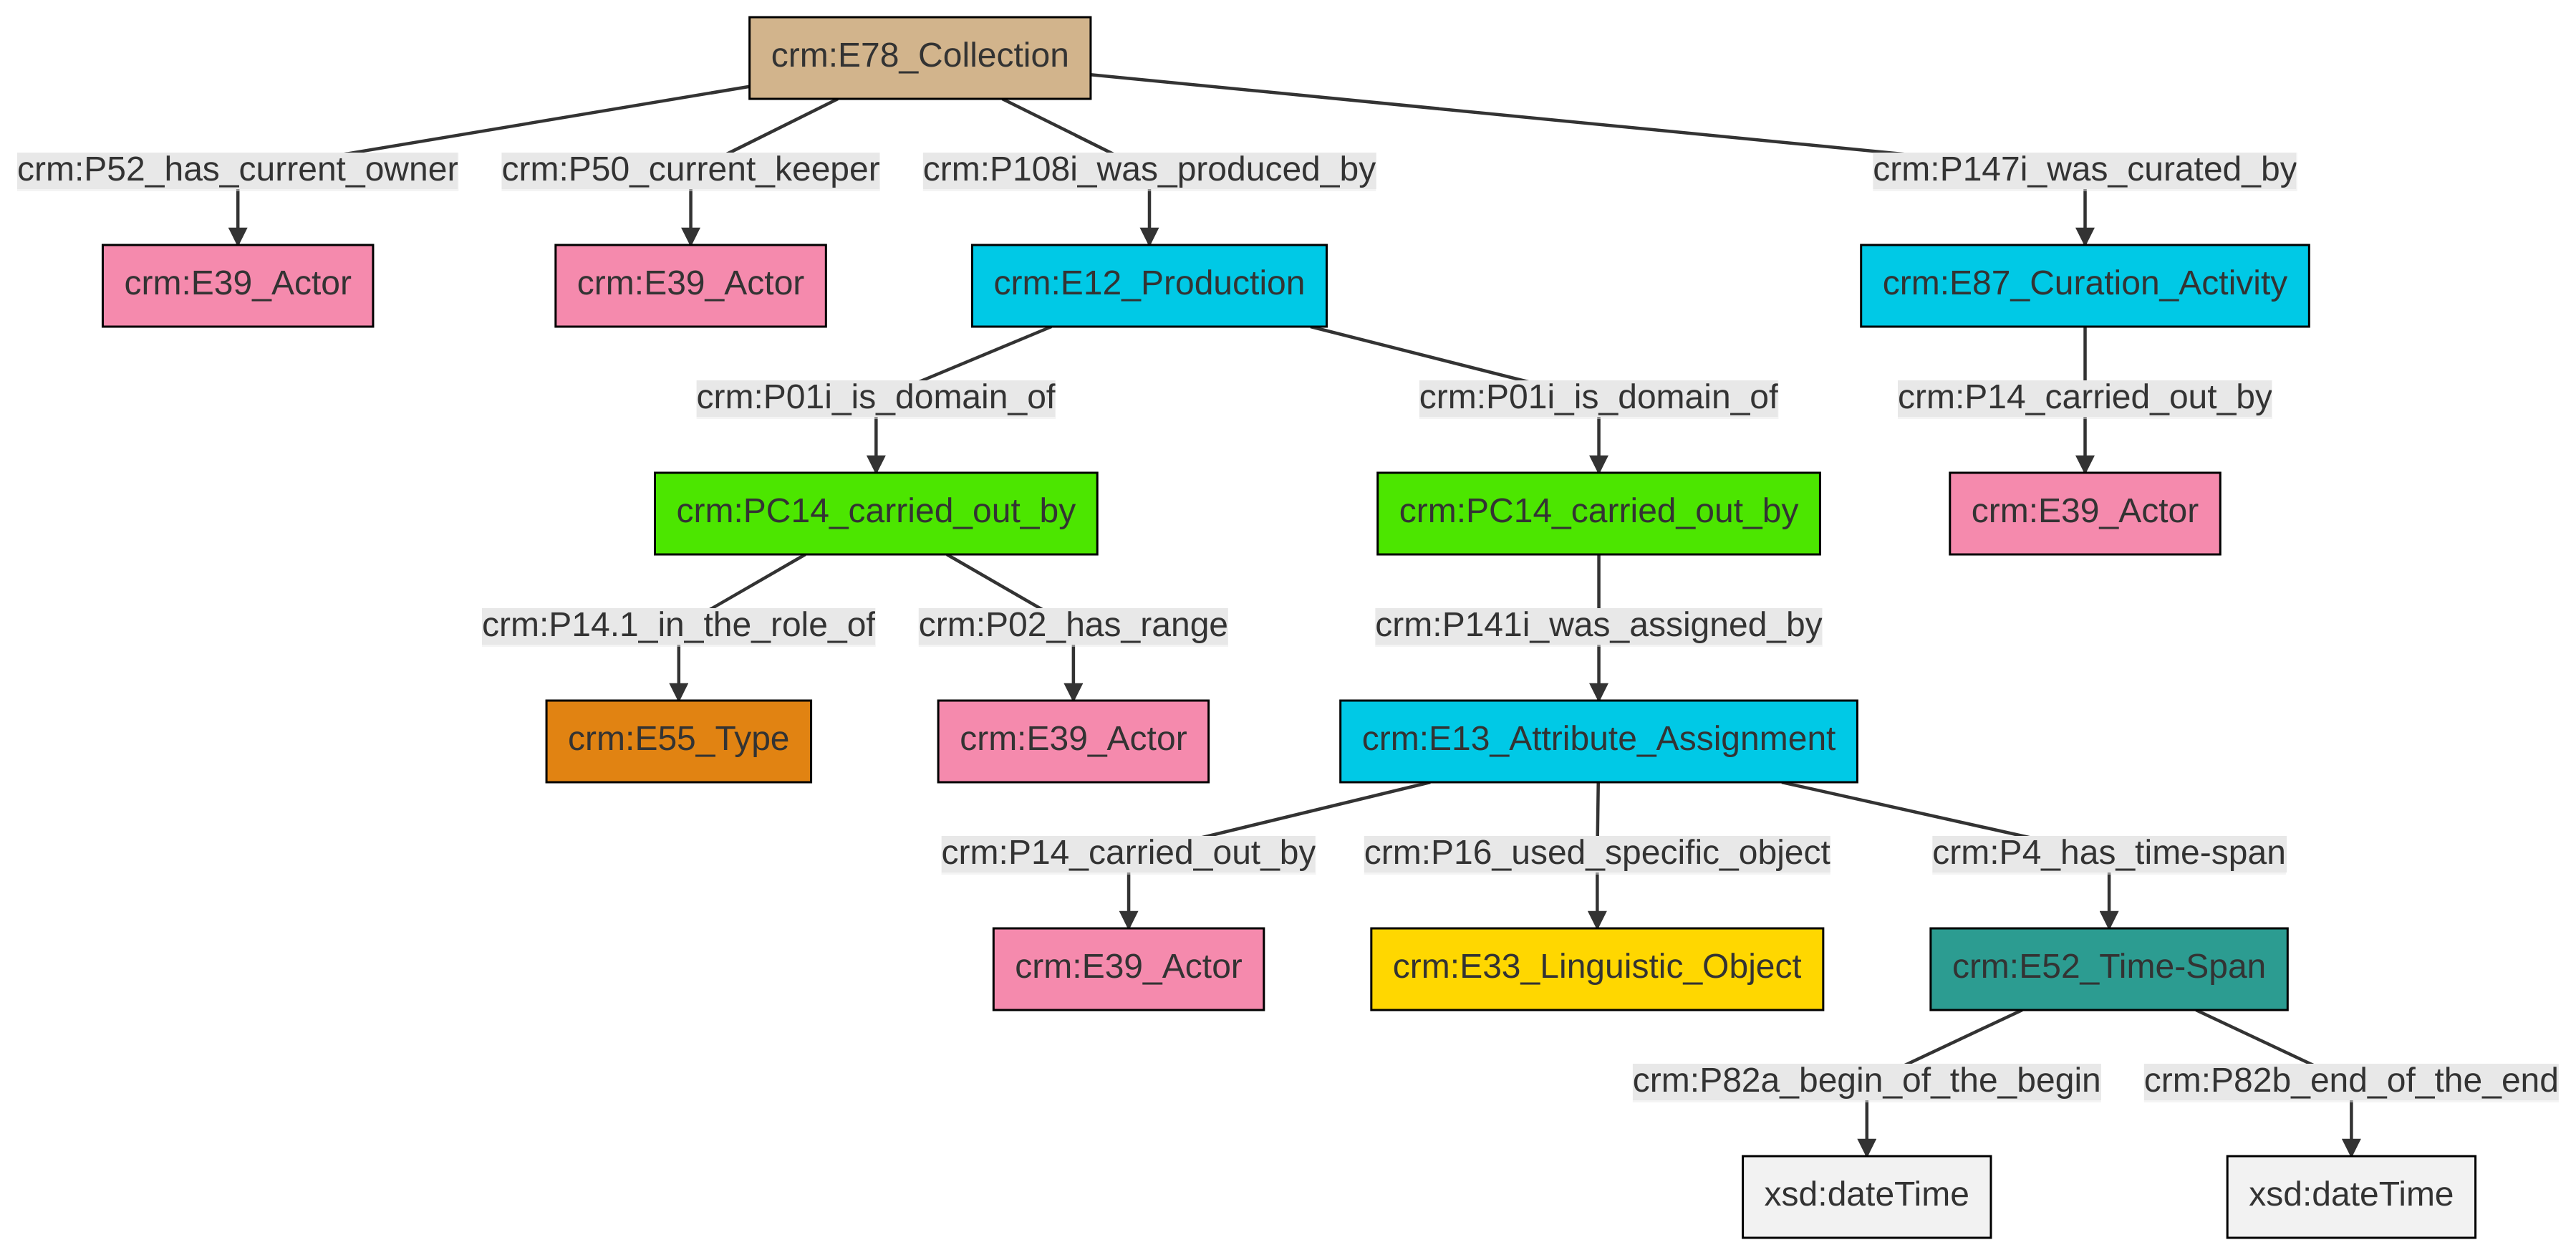 crm:E78_Collection
crm:P52_has_current_owner
crm:P50_current_keeper
crm:P108i_was_produced_by
crm:P147i_was_curated_by
crm:E39_Actor
crm:E39_Actor
crm:E12_Production
crm:E87_Curation_Activity
crm:P01i_is_domain_of
crm:P01i_is_domain_of
crm:P14_carried_out_by
crm:PC14_carried_out_by
crm:PC14_carried_out_by
crm:E39_Actor
crm:P14.1_in_the_role_of
crm:P02_has_range
crm:P141i_was_assigned_by
crm:E55_Type
crm:E39_Actor
crm:E13_Attribute_Assignment
crm:P14_carried_out_by
crm:P16_used_specific_object
crm:P4_has_time-span
crm:E39_Actor
crm:E33_Linguistic_Object
crm:E52_Time-Span
crm:P82a_begin_of_the_begin
crm:P82b_end_of_the_end
xsd:dateTime
xsd:dateTime